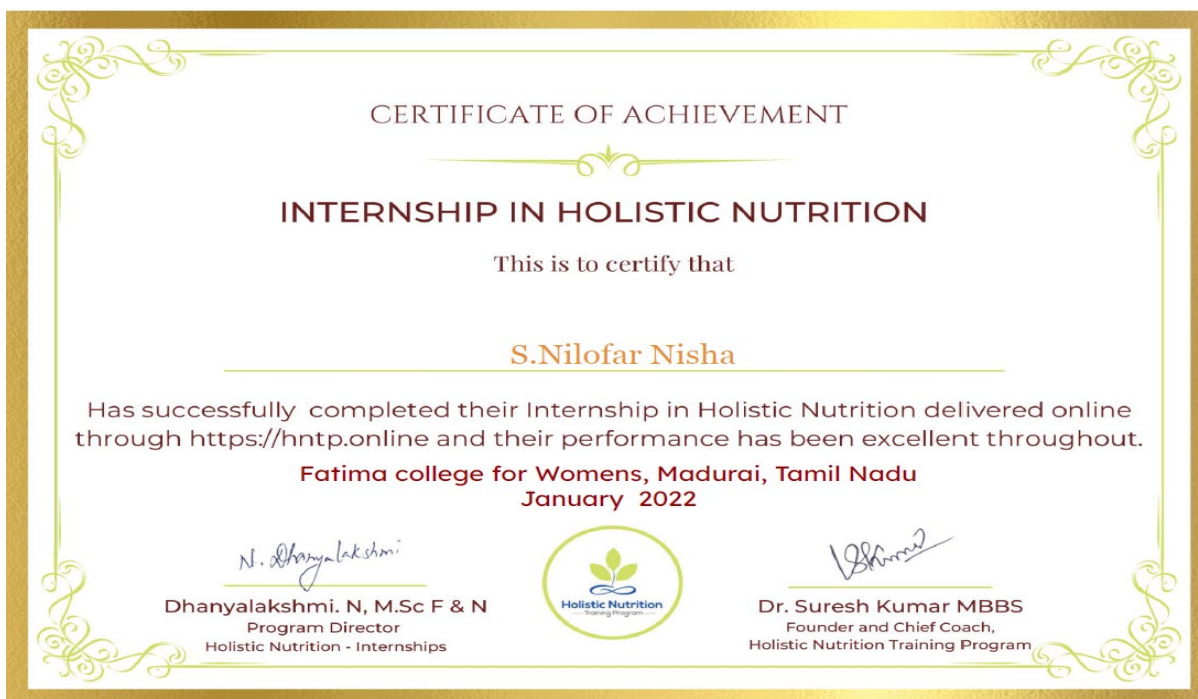 CERTIFICATE OF ACHIEVEMENT
INTERNSHIP IN HOLISTIC NUTRITION
This is to certify that
S.Nilofar Nisha
Has successfully completed their Internship in Holistic Nutrition delivered online
through https://hntp.online and their performance has been excellent throughout.
Fatima college for Womens, Madurai, Tamil Nadu
January 2022
N. Dhanyalakshmi
Dhanyalakshmi. N, M.Sc F & N
Program Director
Holistic Nutrition - Internships
Holistic Nutrition
Training Program
Dr. Suresh Kumar MBBS
Founder and Chief Coach,
Holistic Nutrition Training Program